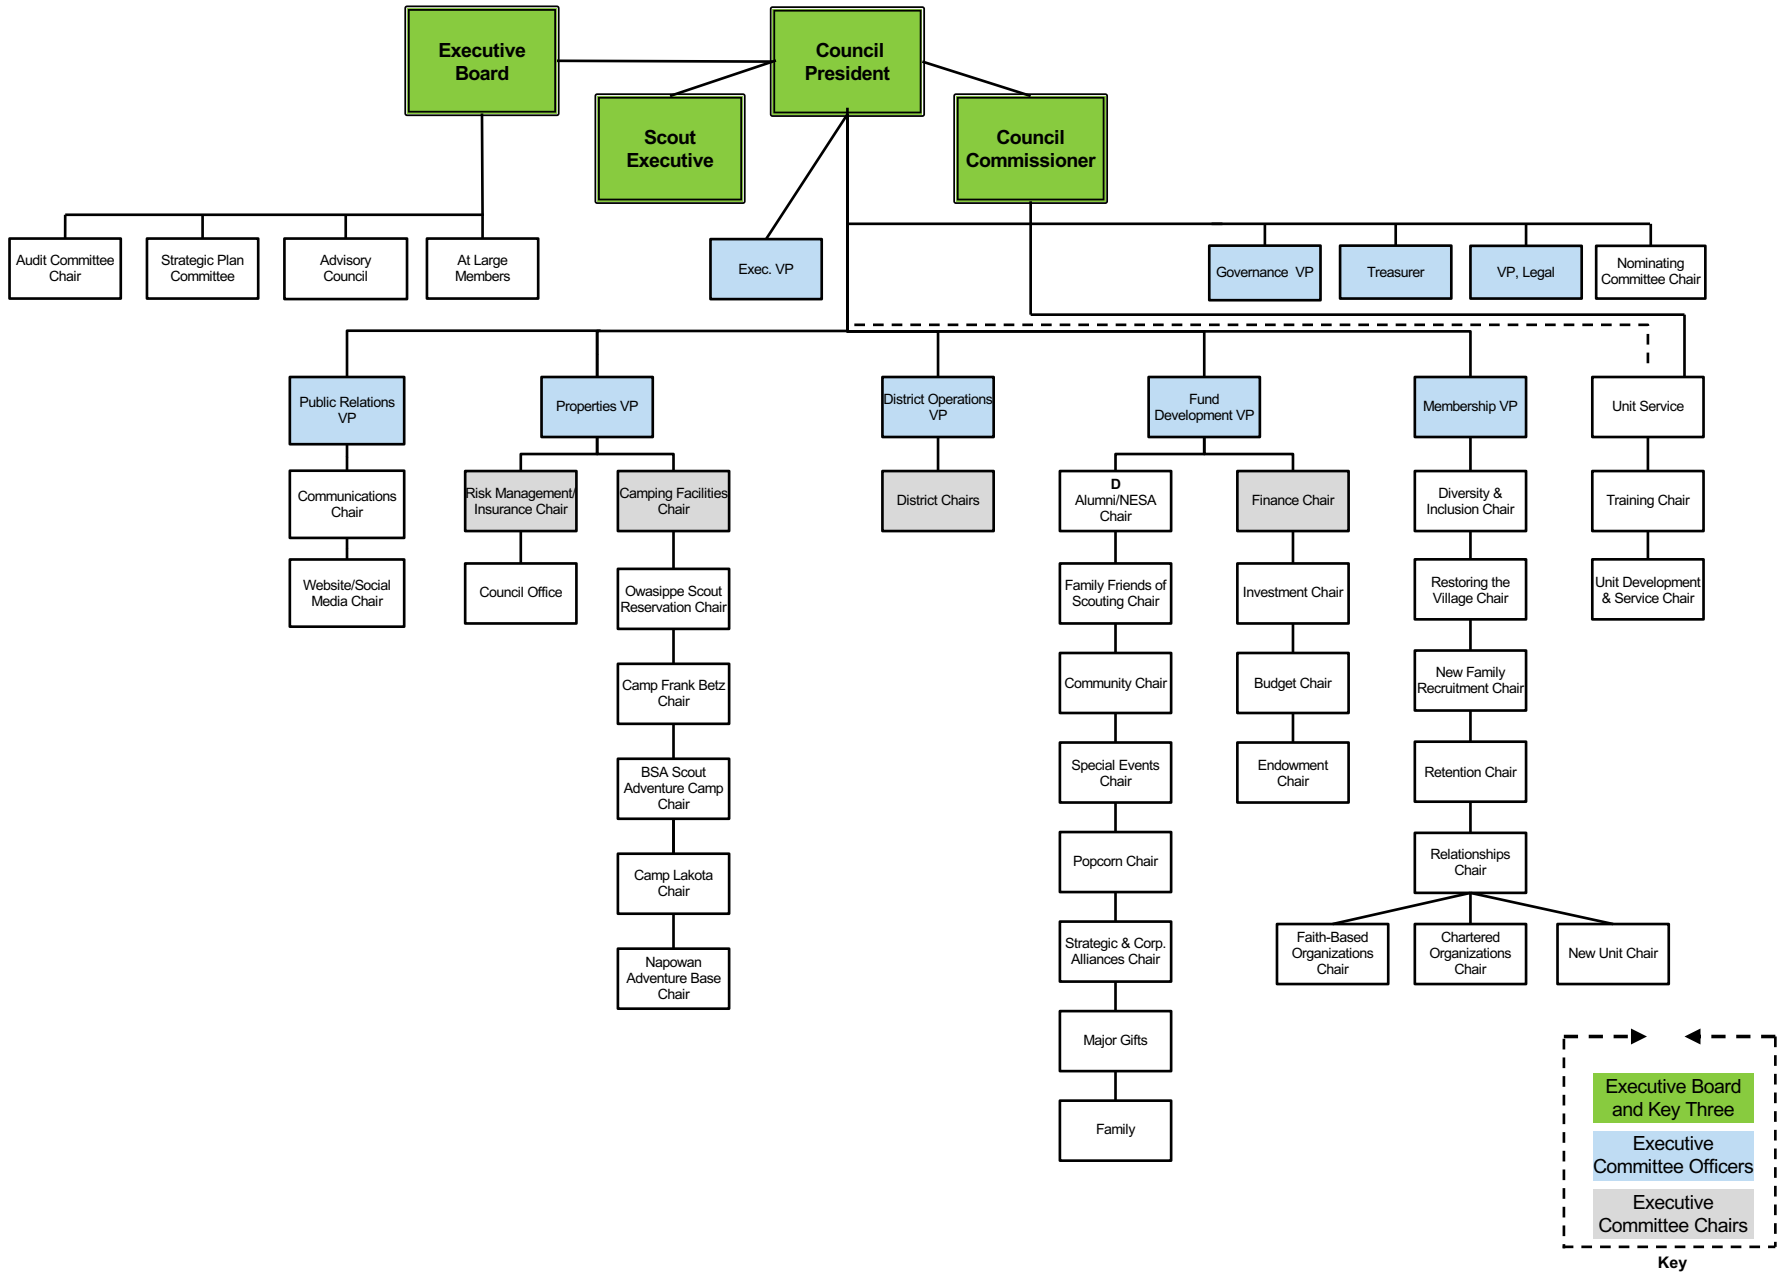 Executive
Board
Council
President
Scout
Executive
Council
Commissioner
Audit Committee
Chair
Strategic Plan
Committee
Advisory
Council
At Large
Members
Exec. VP
Governance VP
Treasurer
VP, Legal
Nominating
Committee Chair
Public Relations
VP
Properties VP
District Operations
VP
Fund
Development VP
Membership VP
Unit Service
Communications
Chair
Risk Management/
Insurance Chair
Camping Facilities
Chair
District Chairs
D
Alumni/NESA
Chair
Finance Chair
Diversity &
Inclusion Chair
Training Chair
Website/Social
Media Chair
Council Office
Owasippe Scout
Reservation Chair
Family Friends of
Scouting Chair
Investment Chair
Restoring the
Village Chair
Unit Development
& Service Chair
Camp Frank Betz
Chair
Community Chair
Budget Chair
New Family
Recruitment Chair
BSA Scout
Adventure Camp
Chair
Special Events
Chair
Endowment
Chair
Retention Chair
Camp Lakota
Chair
Popcorn Chair
Relationships
Chair
Napowan
Adventure Base
Chair
Strategic & Corp.
Alliances Chair
Faith-Based
Organizations
Chair
Chartered
Organizations
Chair
New Unit Chair
Major Gifts
Family
Executive Board
and Key Three
Executive
Committee Officers
Executive
Committee Chairs
Key